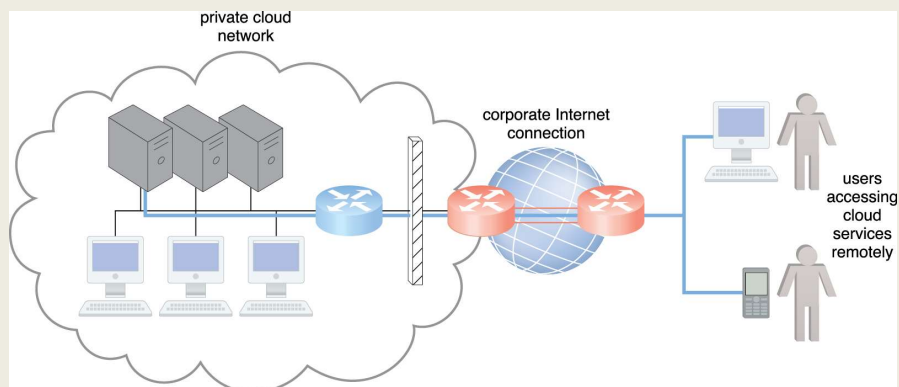 private cloud
network
corporate Internet
connection
users
accessing
cloud
services
remotely